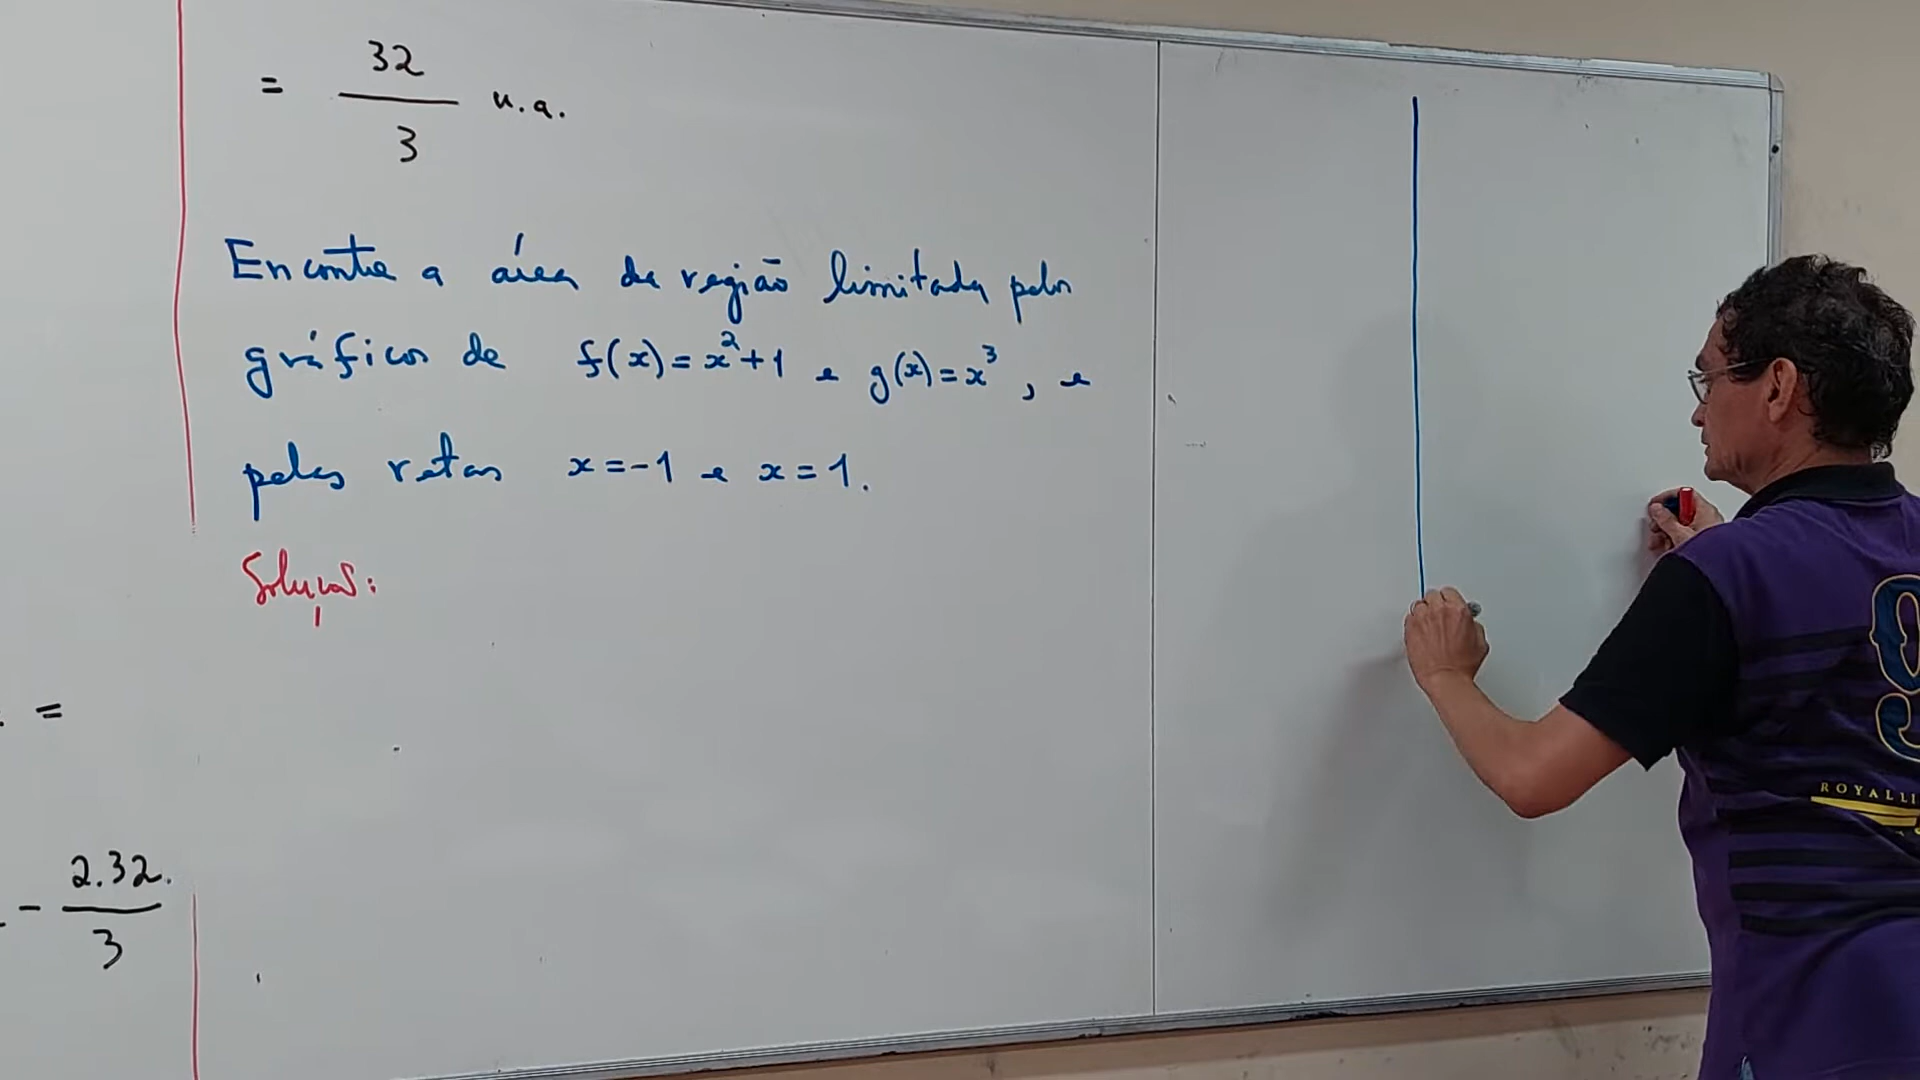 = 32/3 u.a.
Encontre a área da região limitada pelos
gráficos de f(x)=x²+1 e g(x)=x³, e
pelas retas x=-1 e x=1.
Solução:
=
- 2.32./3
9
ROYALLI